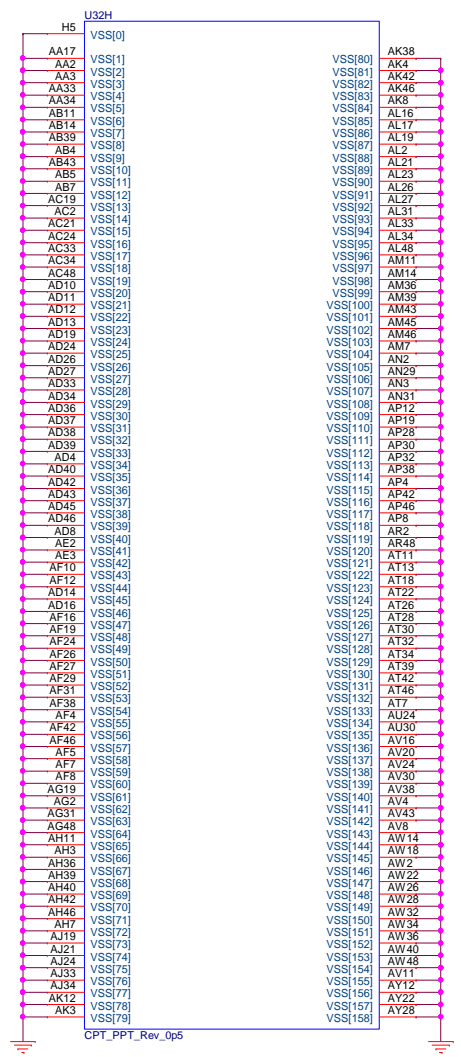 U32H
H5 VSS[0]
AA17 VSS[1] VSS[80] AK38
AA2 VSS[2] VSS[81] AK4
AA3 VSS[3] VSS[82] AK42
AA33 VSS[4] VSS[83] AK46
AA34 VSS[5] VSS[84] AK8
AB11 VSS[6] VSS[85] AL16
AB14 VSS[7] VSS[86] AL17
AB39 VSS[8] VSS[87] AL19
AB4 VSS[9] VSS[88] AL2
AB43 VSS[10] VSS[89] AL21
AB5 VSS[11] VSS[90] AL23
AB7 VSS[12] VSS[91] AL26
AC19 VSS[13] VSS[92] AL27
AC2 VSS[14] VSS[93] AL31
AC21 VSS[15] VSS[94] AL33
AC24 VSS[16] VSS[95] AL34
AC33 VSS[17] VSS[96] AL48
AC34 VSS[18] VSS[97] AM11
AC48 VSS[19] VSS[98] AM14
AD10 VSS[20] VSS[99] AM36
AD11 VSS[21] VSS[100] AM39
AD12 VSS[22] VSS[101] AM43
AD13 VSS[23] VSS[102] AM45
AD19 VSS[24] VSS[103] AM46
AD24 VSS[25] VSS[104] AM7
AD26 VSS[26] VSS[105] AN2
AD27 VSS[27] VSS[106] AN29
AD33 VSS[28] VSS[107] AN3
AD34 VSS[29] VSS[108] AN31
AD36 VSS[30] VSS[109] AP12
AD37 VSS[31] VSS[110] AP19
AD38 VSS[32] VSS[111] AP28
AD39 VSS[33] VSS[112] AP30
AD4 VSS[34] VSS[113] AP32
AD40 VSS[35] VSS[114] AP38
AD42 VSS[36] VSS[115] AP4
AD43 VSS[37] VSS[116] AP42
AD45 VSS[38] VSS[117] AP46
AD46 VSS[39] VSS[118] AP8
AD8 VSS[40] VSS[119] AR2
AE2 VSS[41] VSS[120] AR48
AE3 VSS[42] VSS[121] AT11
AF10 VSS[43] VSS[122] AT13
AF12 VSS[44] VSS[123] AT18
AD14 VSS[45] VSS[124] AT22
AD16 VSS[46] VSS[125] AT26
AF16 VSS[47] VSS[126] AT28
AF19 VSS[48] VSS[127] AT30
AF24 VSS[49] VSS[128] AT32
AF26 VSS[50] VSS[129] AT34
AF27 VSS[51] VSS[130] AT39
AF29 VSS[52] VSS[131] AT42
AF31 VSS[53] VSS[132] AT46
AF38 VSS[54] VSS[133] AT7
AF4 VSS[55] VSS[134] AU24
AF42 VSS[56] VSS[135] AU30
AF46 VSS[57] VSS[136] AV16
AF5 VSS[58] VSS[137] AV20
AF7 VSS[59] VSS[138] AV24
AF8 VSS[60] VSS[139] AV30
AG19 VSS[61] VSS[140] AV38
AG2 VSS[62] VSS[141] AV4
AG31 VSS[63] VSS[142] AV43
AG48 VSS[64] VSS[143] AV8
AH11 VSS[65] VSS[144] AW14
AH3 VSS[66] VSS[145] AW18
AH36 VSS[67] VSS[146] AW2
AH39 VSS[68] VSS[147] AW22
AH40 VSS[69] VSS[148] AW26
AH42 VSS[70] VSS[149] AW28
AH46 VSS[71] VSS[150] AW32
AH7 VSS[72] VSS[151] AW34
AJ19 VSS[73] VSS[152] AW36
AJ21 VSS[74] VSS[153] AW40
AJ24 VSS[75] VSS[154] AW48
AJ33 VSS[76] VSS[155] AV11
AJ34 VSS[77] VSS[156] AY12
AK12 VSS[78] VSS[157] AY22
AK3 VSS[79] VSS[158] AY28
CPT_PPT_Rev_0p5